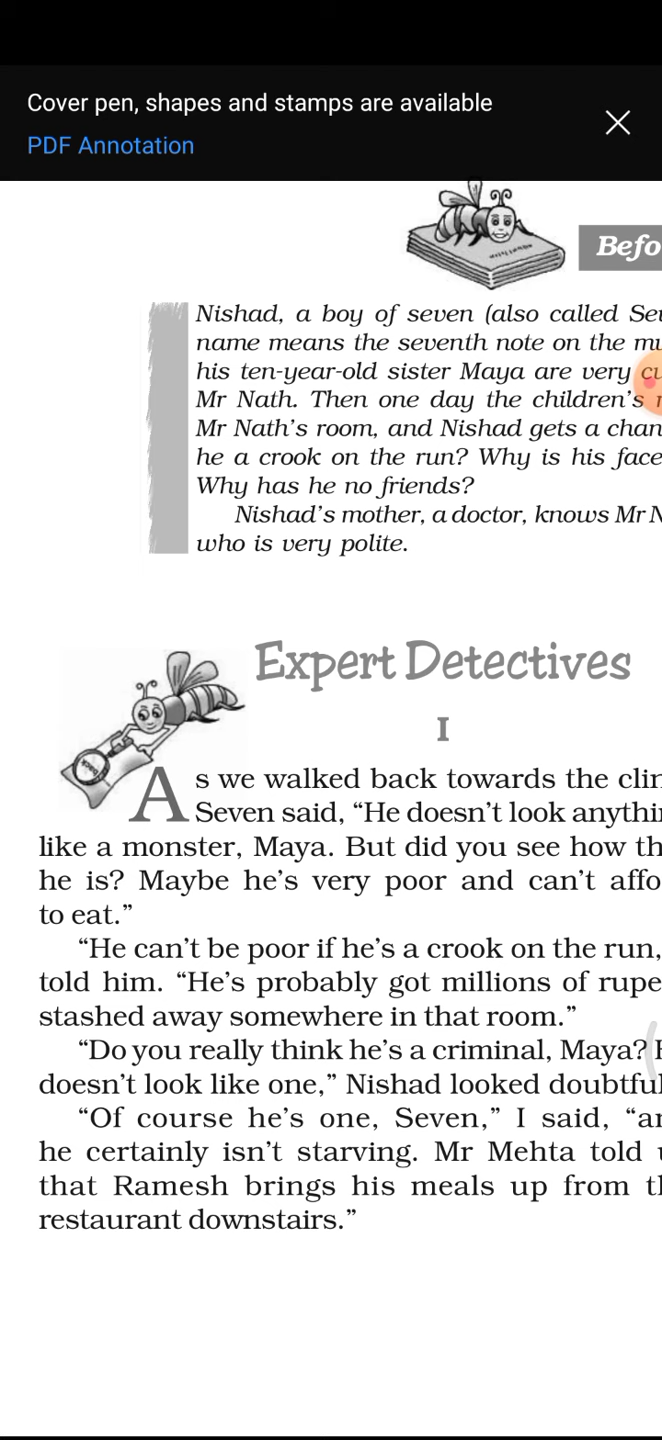 Cover pen, shapes and stamps are available
PDF Annotation
Befo
Nishad, a boy of seven (also called Se
name means the seventh note on the mu
his ten-year-old sister Maya are very cu
Mr Nath. Then one day the children's
Mr Nath's room, and Nishad gets a chan
he a crook on the run? Why is his face
Why has he no friends?
Nishad's mother, a doctor, knows Mr N
who is very polite.
Expert Detectives
I
As we walked back towards the clin
Seven said, “He doesn't look anythin
like a monster, Maya. But did you see how th
he is? Maybe he's very poor and can't affo
to eat.”
“He can't be poor if he's a crook on the run,
told him. “He's probably got millions of rupe
stashed away somewhere in that room.”
“Do you really think he's a criminal, Maya?
doesn't look like one,” Nishad looked doubtful
“Of course he's one, Seven,” I said, “an
he certainly isn't starving. Mr Mehta told
that Ramesh brings his meals up from th
restaurant downstairs.”